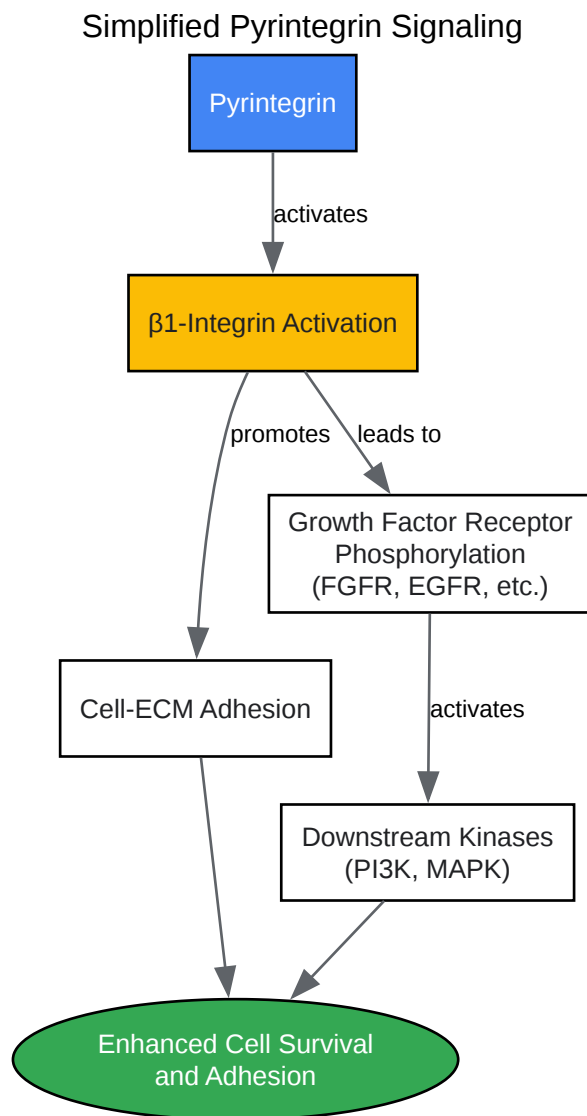 Simplified Pyrintegrin Signaling
Pyrintegrin
activates
β1-Integrin Activation
promotes
leads to
Growth Factor Receptor
Phosphorylation
(FGFR, EGFR, etc.)
Cell-ECM Adhesion
activates
Downstream Kinases
(PI3K, MAPK)
Enhanced Cell Survival
and Adhesion